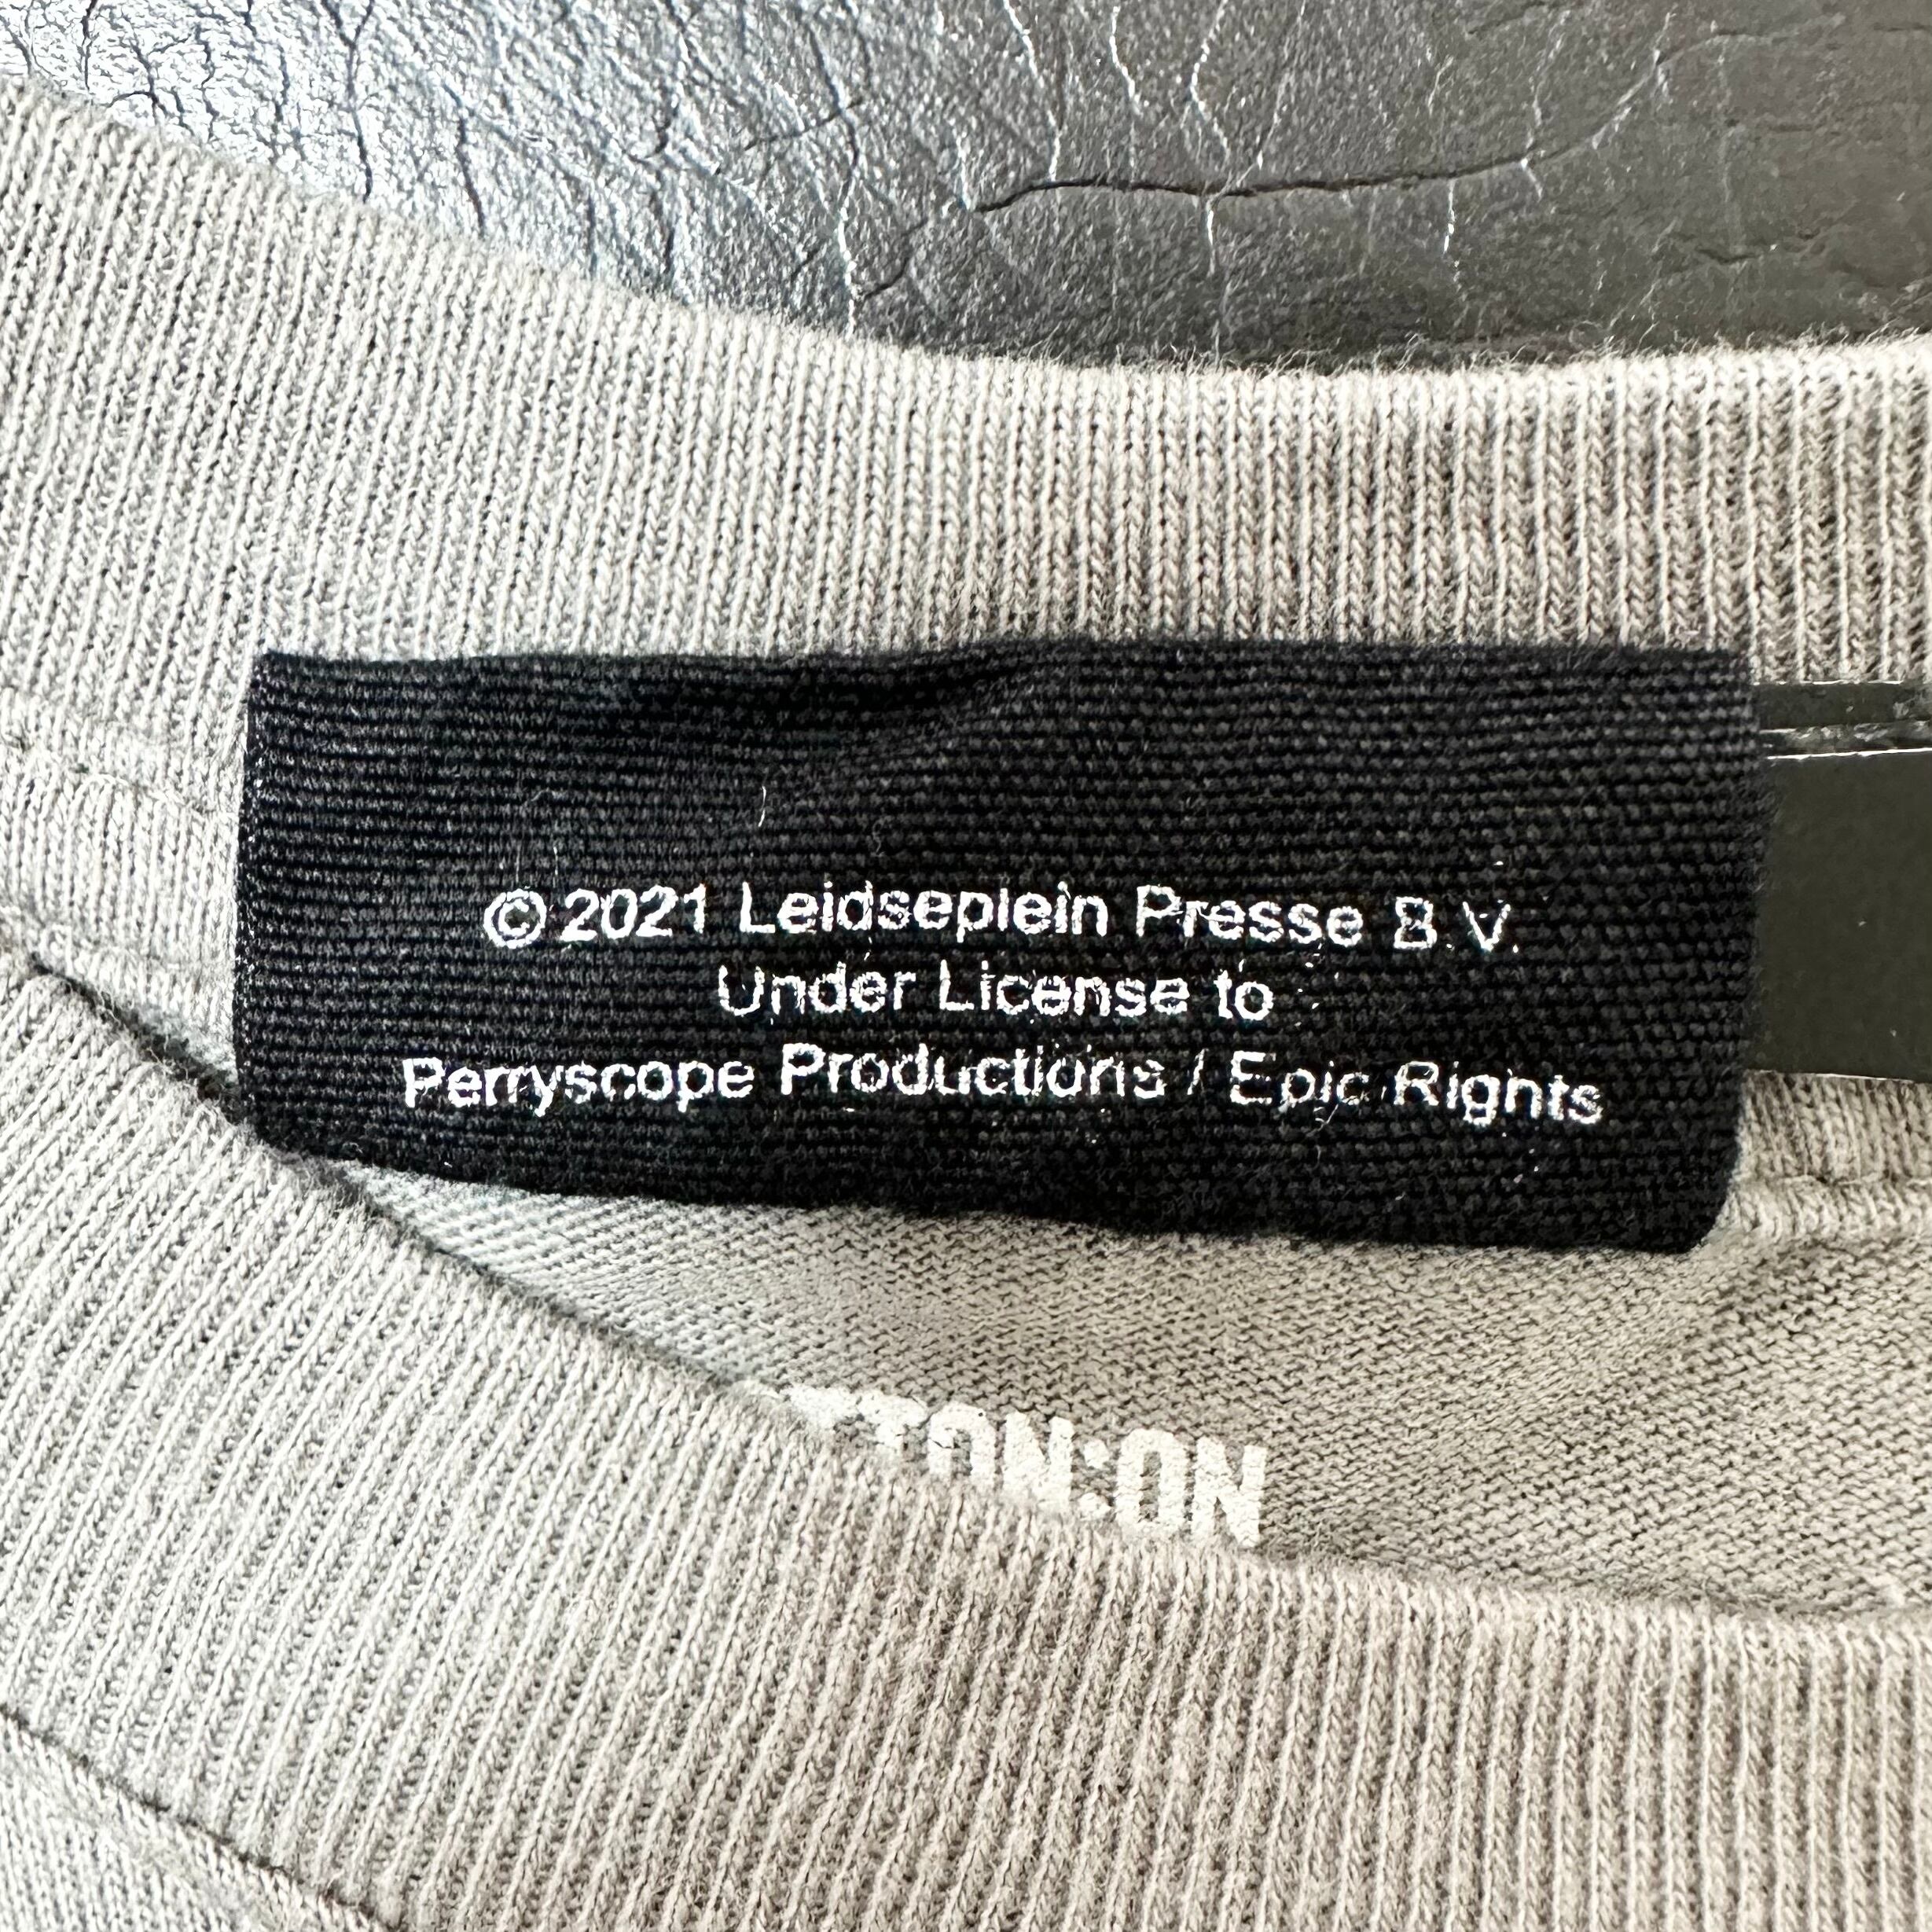 © 2021 Leidseplein Presse B.V.
Under License to
Perryscope Productions / Epic Rights